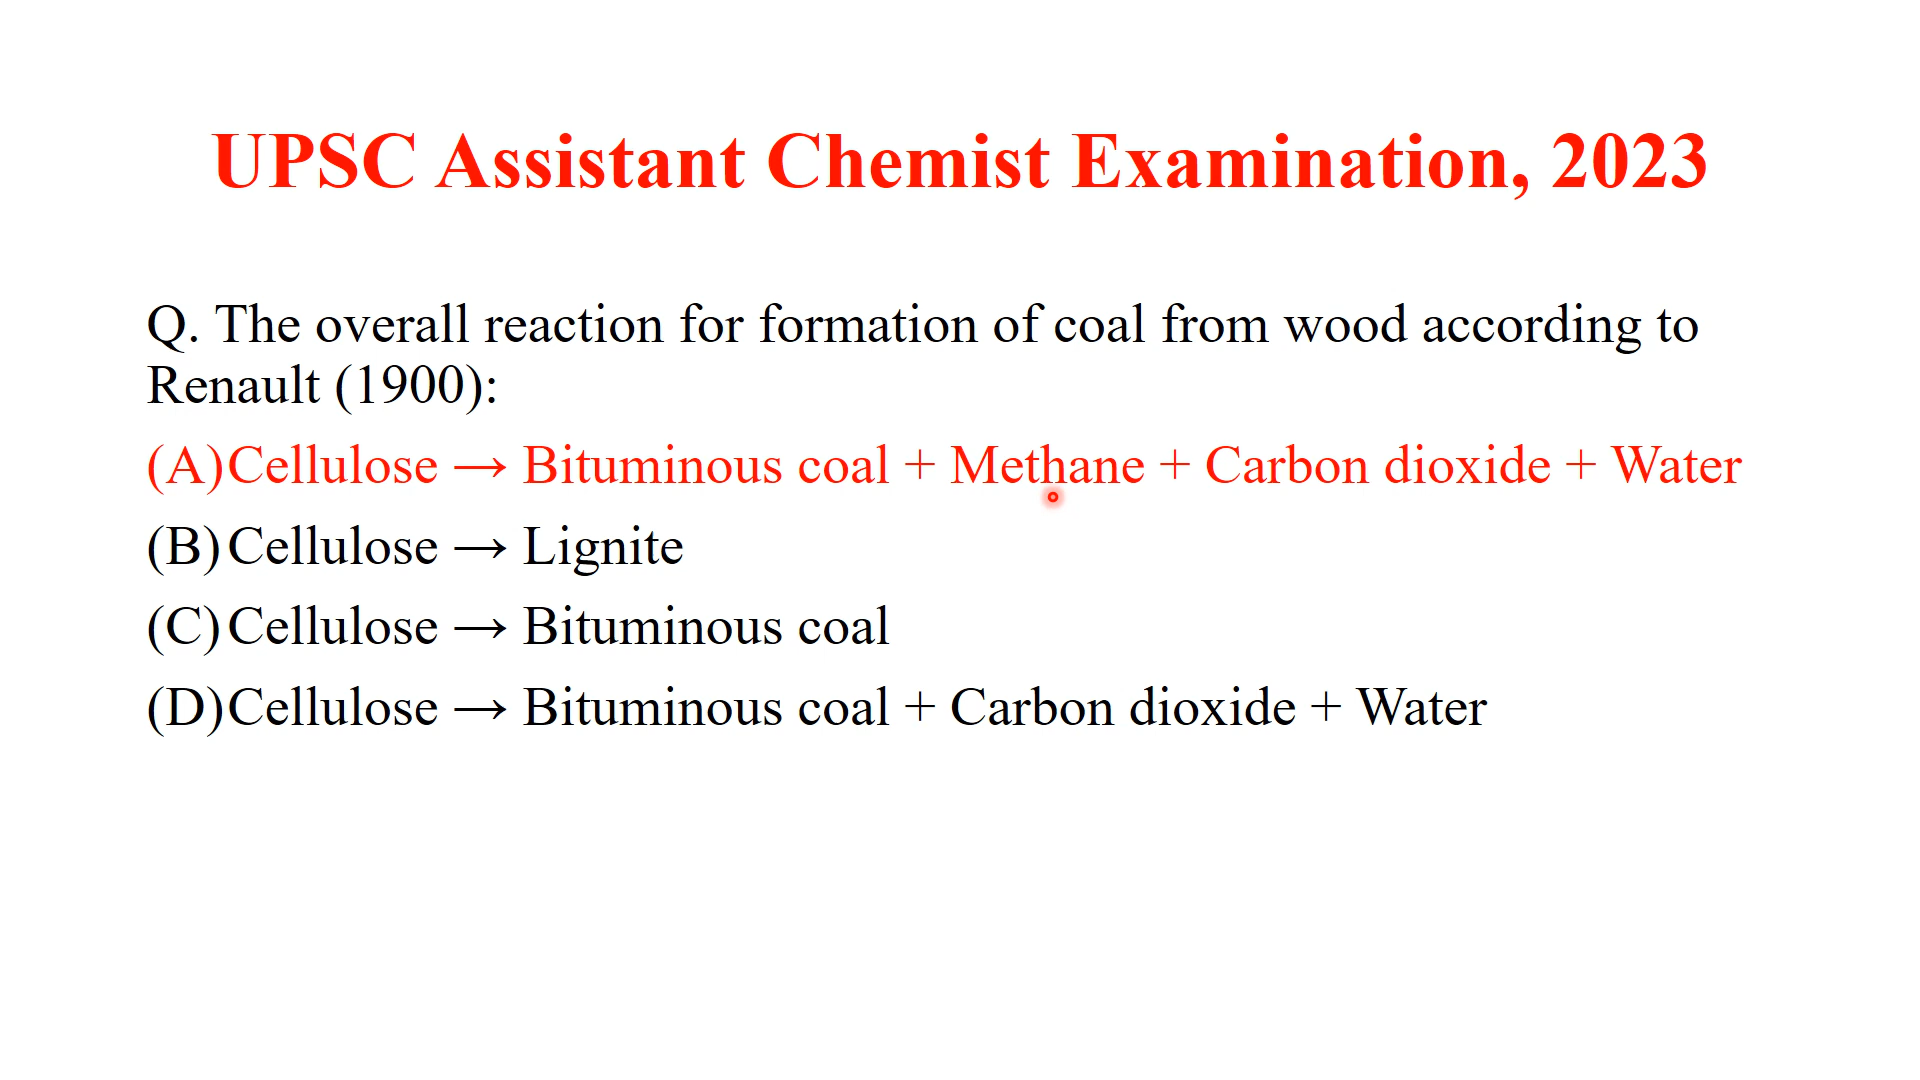 UPSC Assistant Chemist Examination, 2023
Q. The overall reaction for formation of coal from wood according to
Renault (1900):
(A) Cellulose → Bituminous coal + Methane + Carbon dioxide + Water
(B) Cellulose → Lignite
(C) Cellulose → Bituminous coal
(D) Cellulose → Bituminous coal + Carbon dioxide + Water